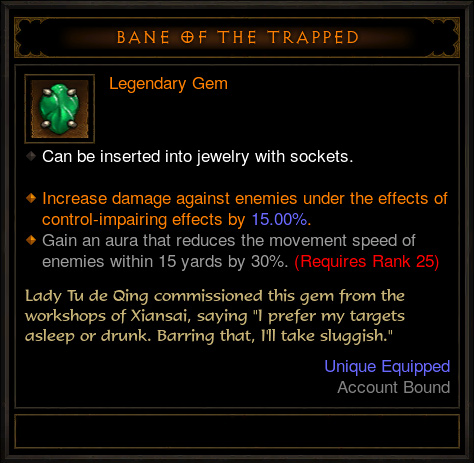 BANE OF THE TRAPPED
Legendary Gem
Can be inserted into jewelry with sockets.
Increase damage against enemies under the effects of
control-impairing effects by 15.00%.
Gain an aura that reduces the movement speed of
enemies within 15 yards by 30%. (Requires Rank 25)
Lady Tu de Qing commissioned this gem from the
workshops of Xiansai, saying "I prefer my targets
asleep or drunk. Barring that, I'll take sluggish."
Unique Equipped
Account Bound